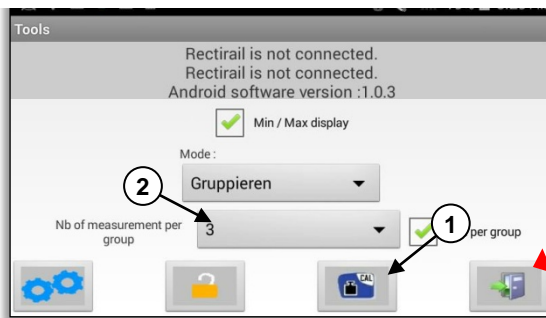 Tools
Rectirail is not connected.
Rectirail is not connected.
Android software version :1.0.3
Min / Max display
Mode :
Gruppieren
2
1
Nb of measurement per
group
3
per group
CAL